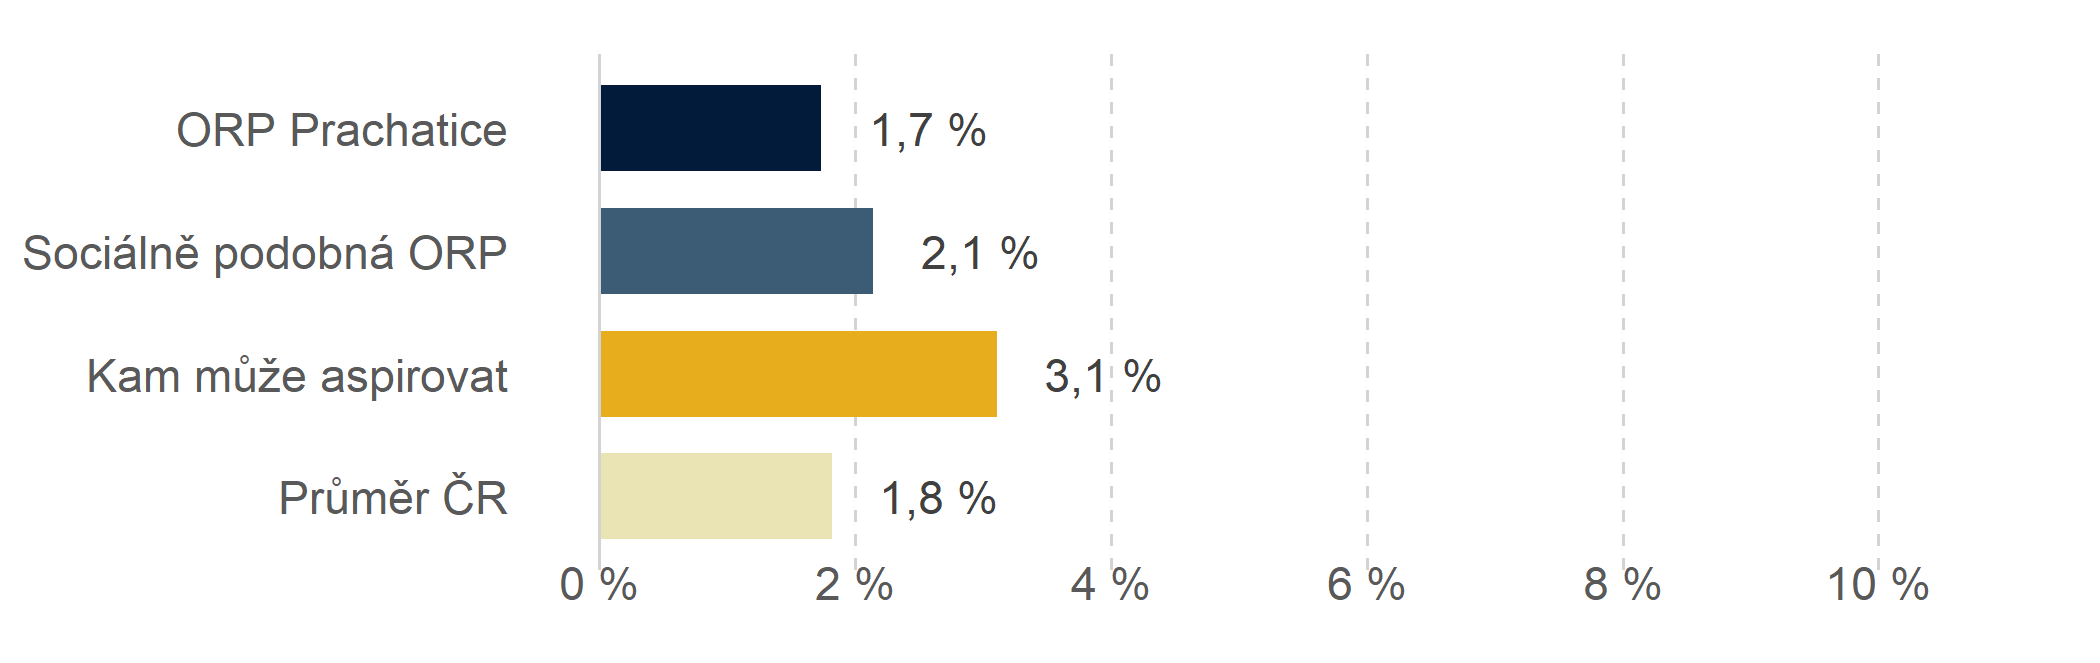 ORP Prachatice 1,7 %
Sociálně podobná ORP 2,1 %
Kam může aspirovat 3,1 %
Průměr ČR 1,8 %
0 % 2 % 4 % 6 % 8 % 10 %